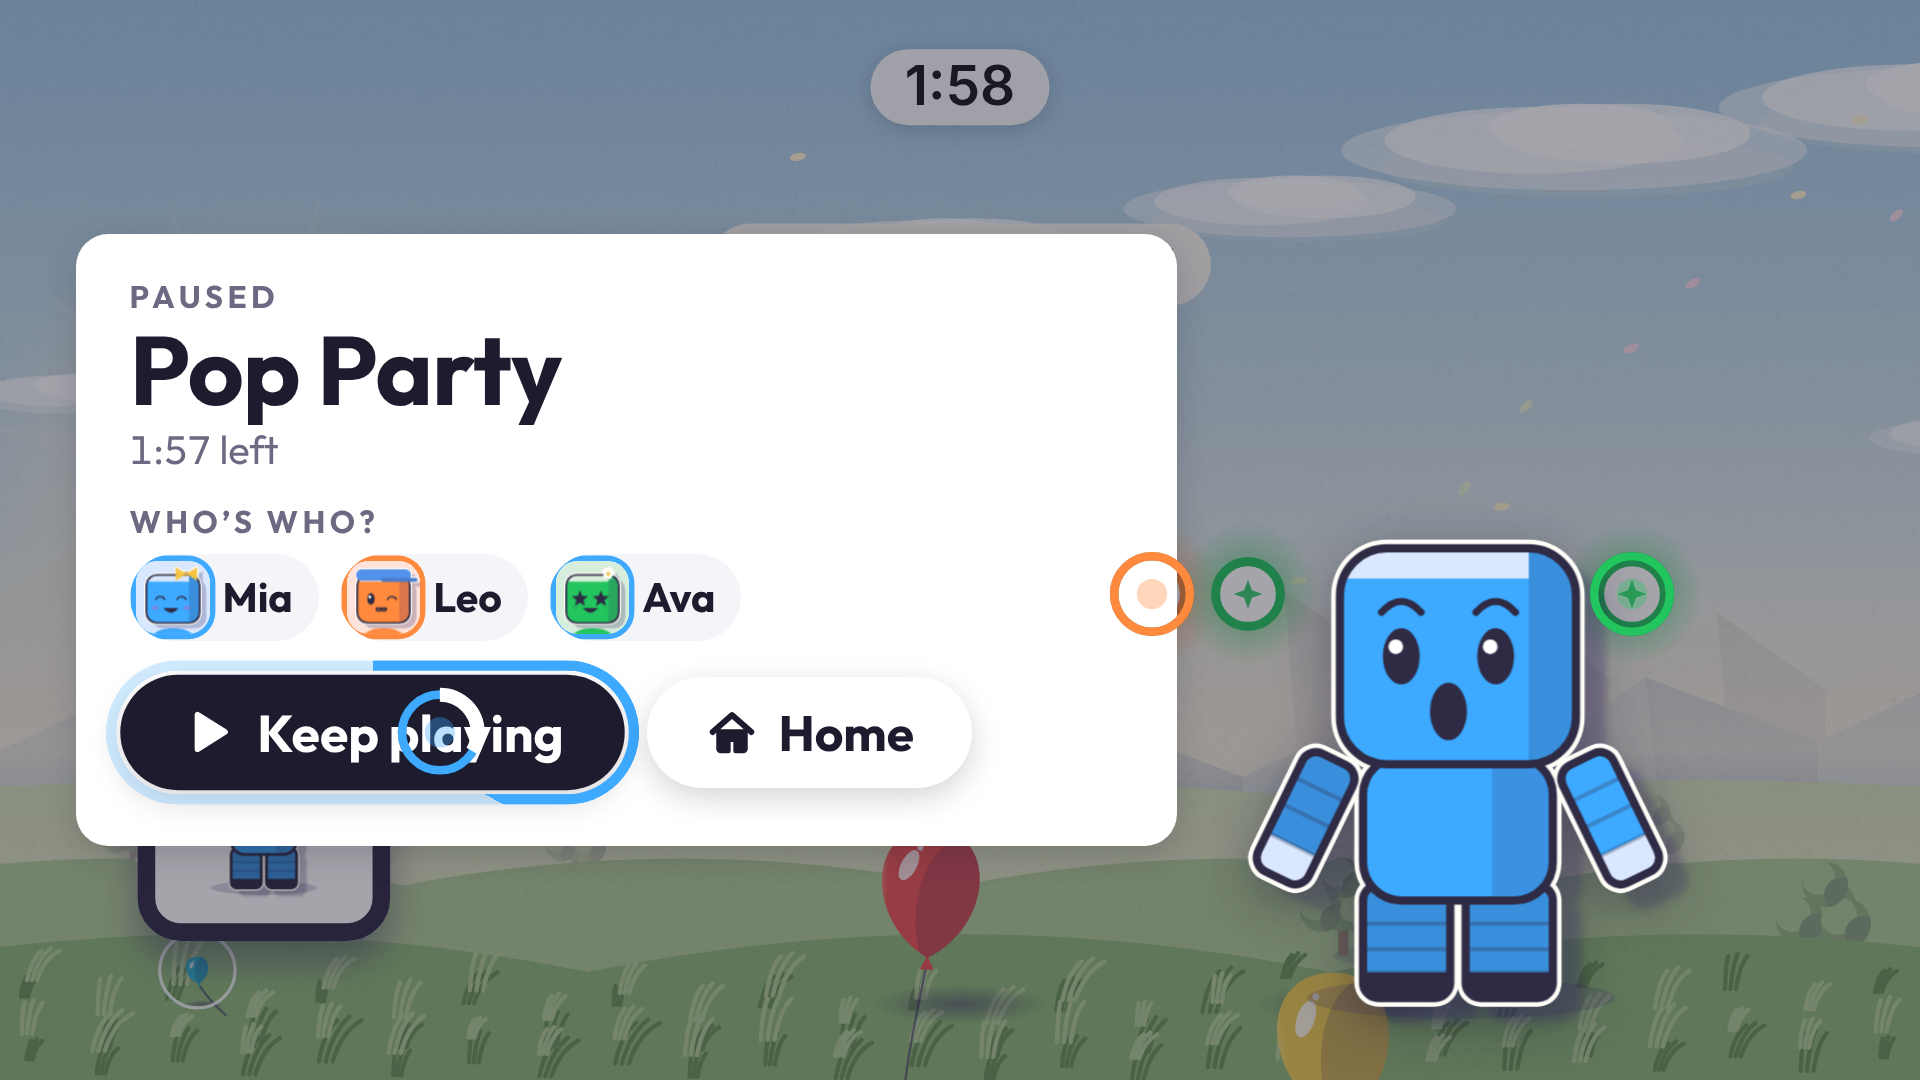 1:58
PAUSED
Pop Party
1:57 left
WHO'S WHO?
Mia
Leo
Ava
Keep playing
Home